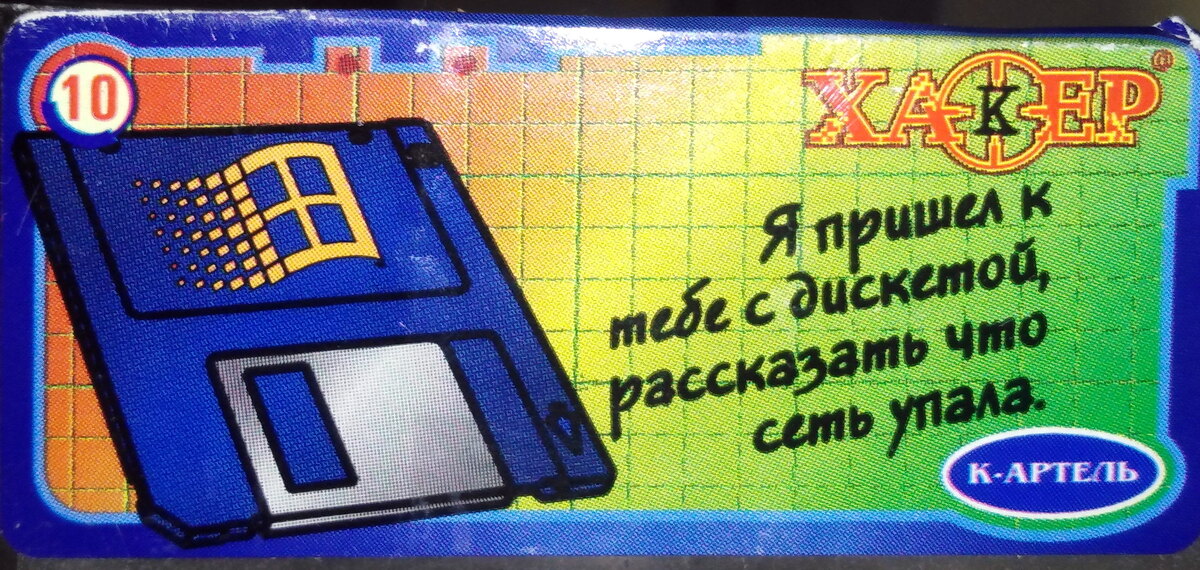 10
ХАКЕР®
Я пришел к
тебе с дискетой,
рассказать что
сеть упала.
К-АРТЕЛЬ